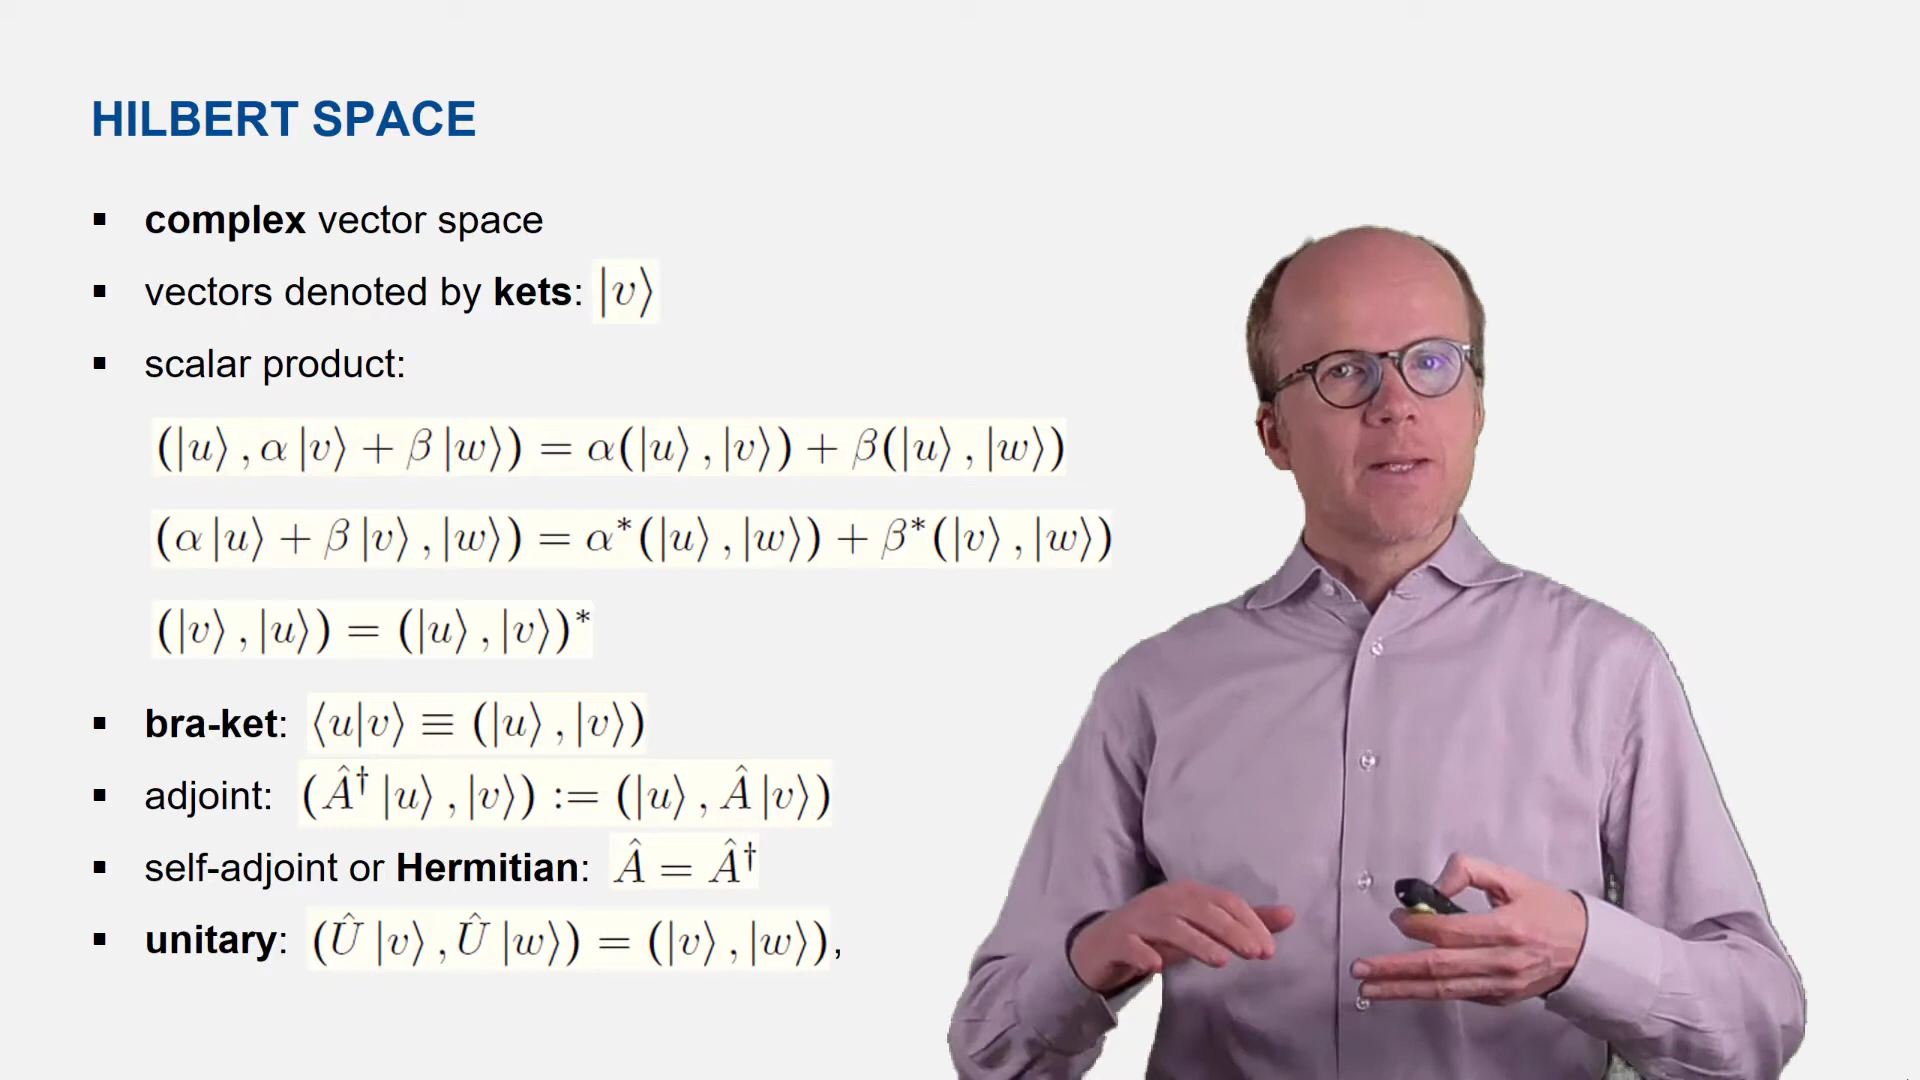 HILBERT SPACE
▪ complex vector space
▪ vectors denoted by kets: |v⟩
▪ scalar product:
(|u⟩ , α |v⟩ + β |w⟩) = α(|u⟩ , |v⟩) + β(|u⟩ , |w⟩)
(α |u⟩ + β |v⟩ , |w⟩) = α*(|u⟩ , |w⟩) + β*(|v⟩ , |w⟩)
(|v⟩ , |u⟩) = (|u⟩ , |v⟩)*
▪ bra-ket: ⟨u|v⟩ ≡ (|u⟩ , |v⟩)
▪ adjoint: (Â† |u⟩ , |v⟩) := (|u⟩ , Â |v⟩)
▪ self-adjoint or Hermitian: Â = Â†
▪ unitary: (Û |v⟩ , Û |w⟩) = (|v⟩ , |w⟩),